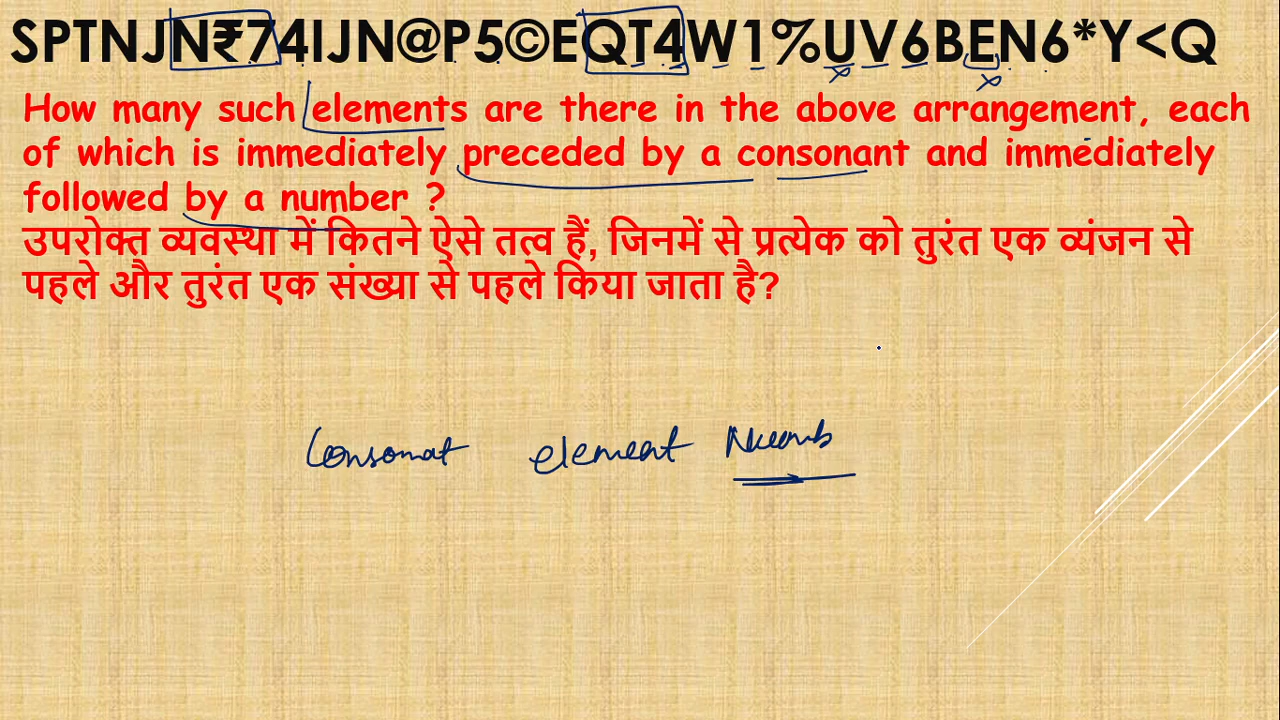 SPTNJN₹74IJN@P5©EQT4W1%UV6BEN6*Y<Q
How many such elements are there in the above arrangement, each
of which is immediately preceded by a consonant and immediately
followed by a number ?
उपरोक्त व्यवस्था में कितने ऐसे तत्व हैं, जिनमें से प्रत्येक को तुरंत एक व्यंजन से
पहले और तुरंत एक संख्या से पहले किया जाता है?
Consomat element